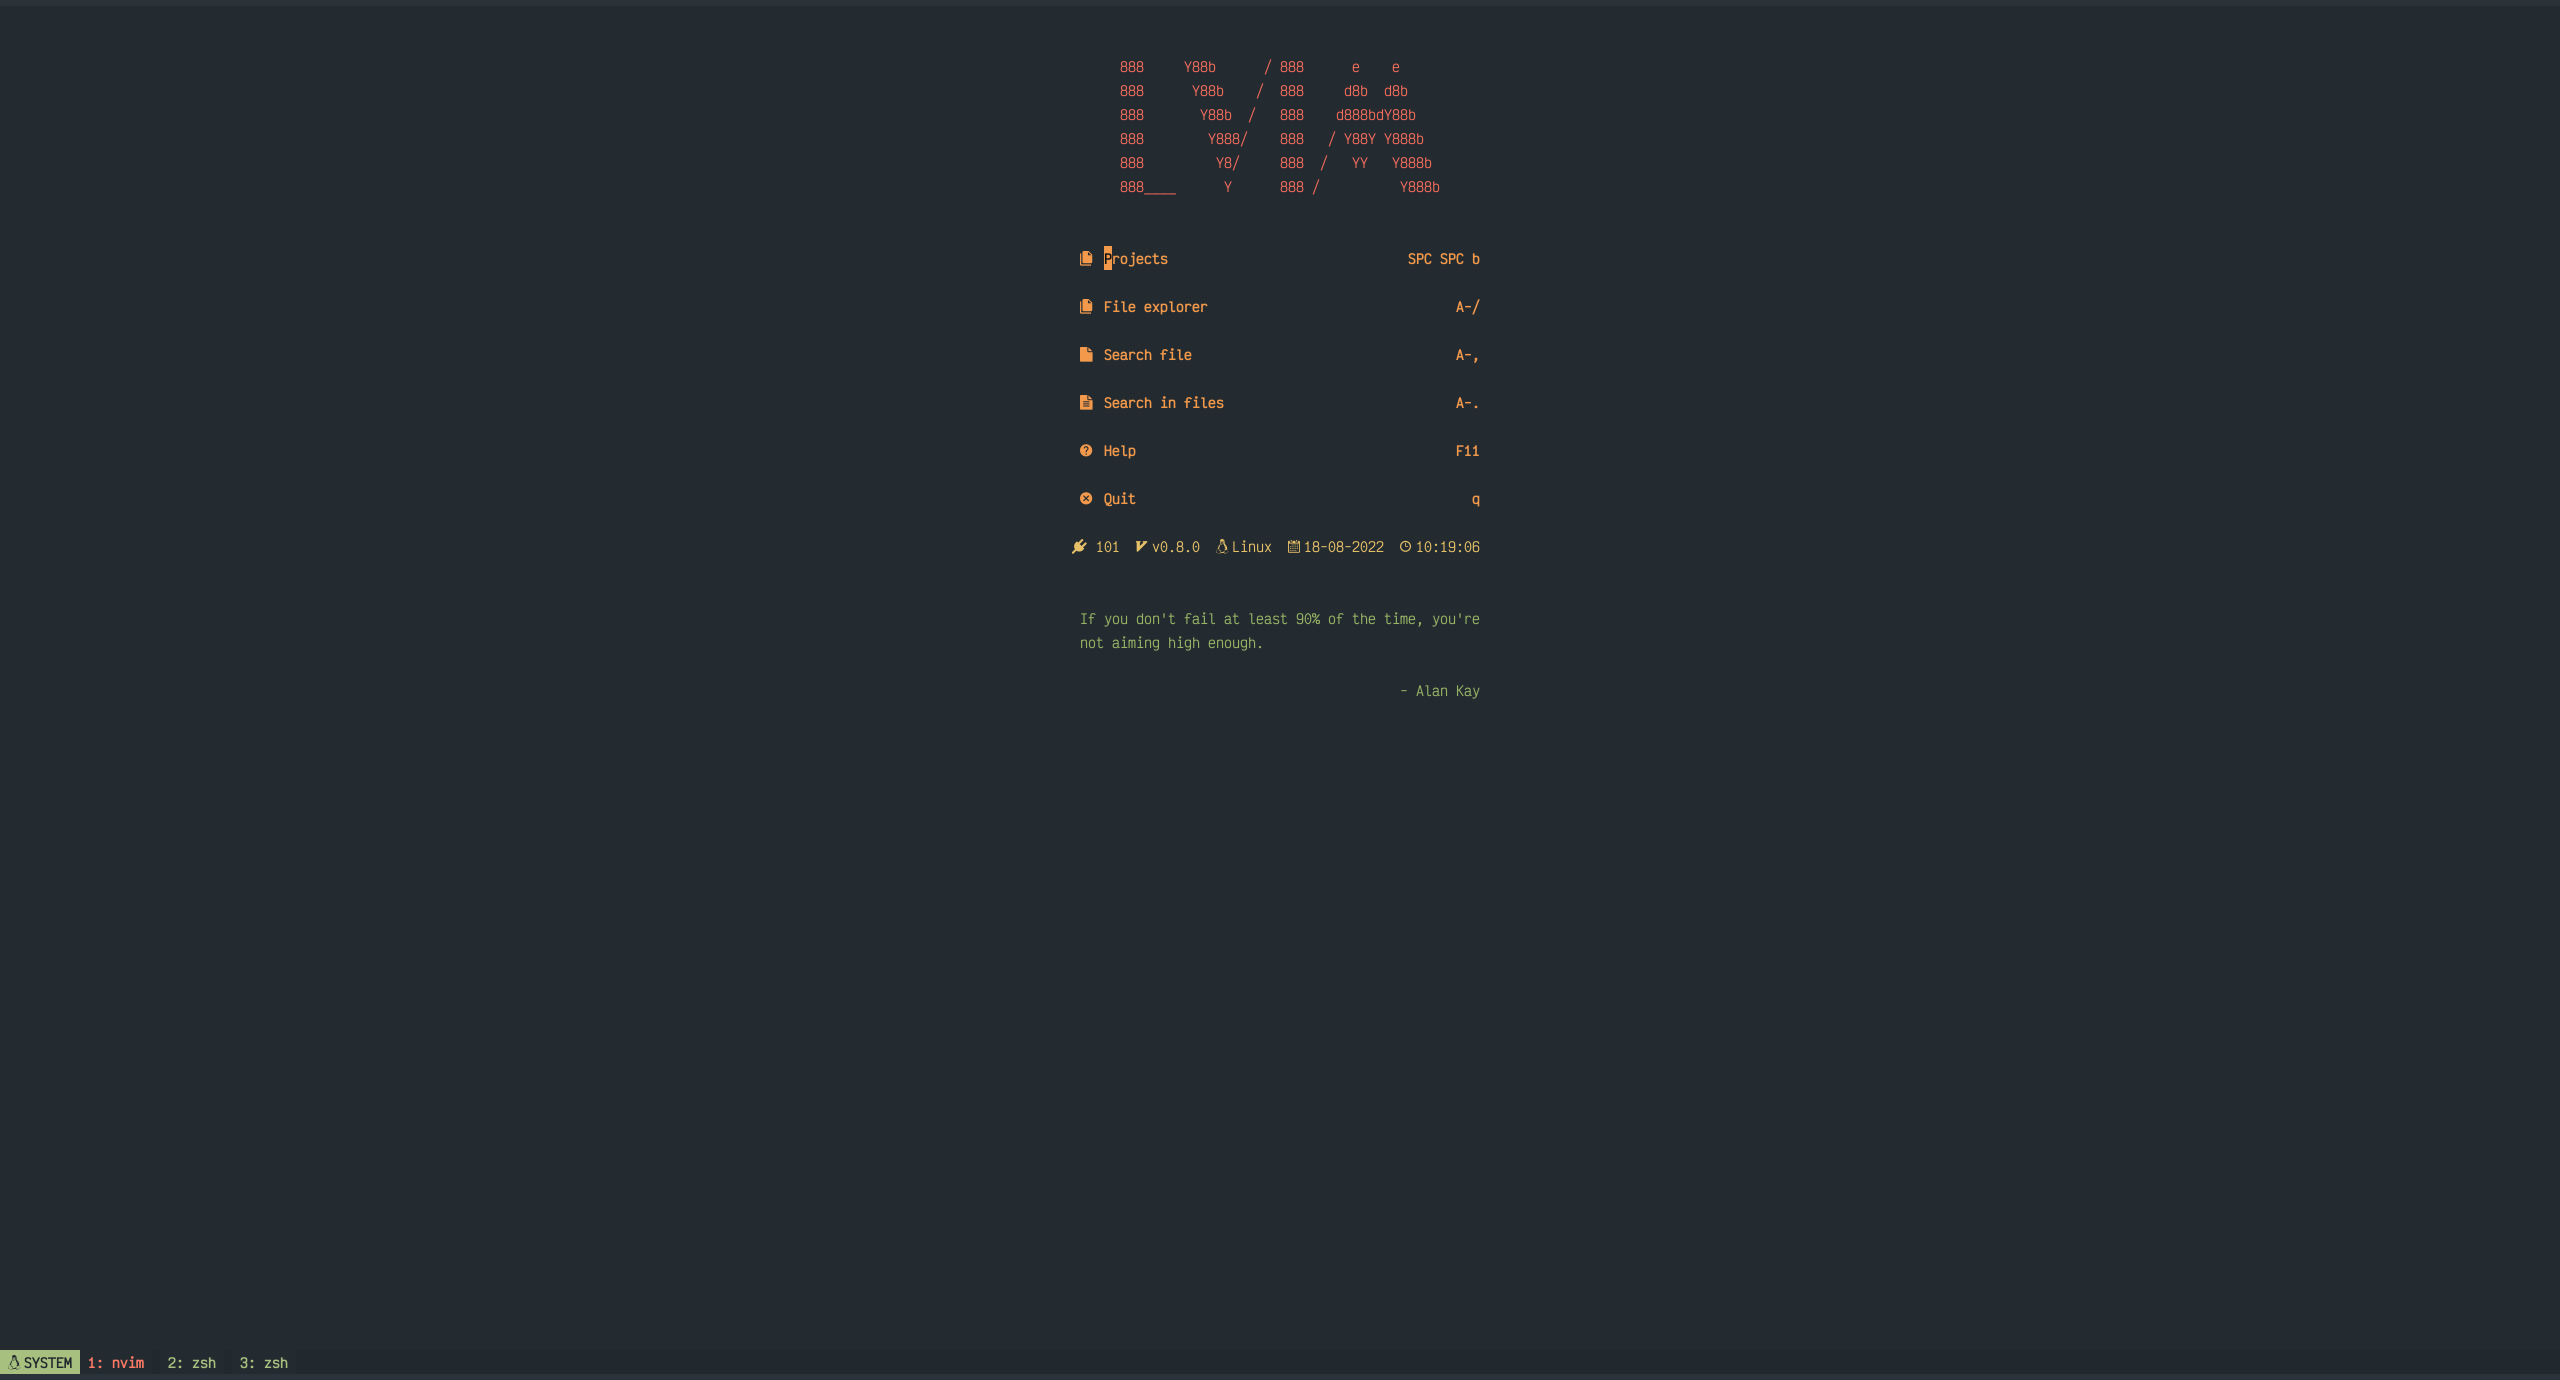 888     Y88b      / 888      e    e
888      Y88b    /  888     d8b  d8b
888       Y88b  /   888    d888bdY88b
888        Y888/    888   / Y88Y Y888b
888         Y8/     888  /   YY   Y888b
888____      Y      888 /          Y888b
Projects SPC SPC b
File explorer A-/
Search file A-,
Search in files A-.
Help F11
Quit q
101 v0.8.0 Linux 18-08-2022 10:19:06
If you don't fail at least 90% of the time, you're
not aiming high enough.
- Alan Kay
SYSTEM 1: nvim 2: zsh 3: zsh